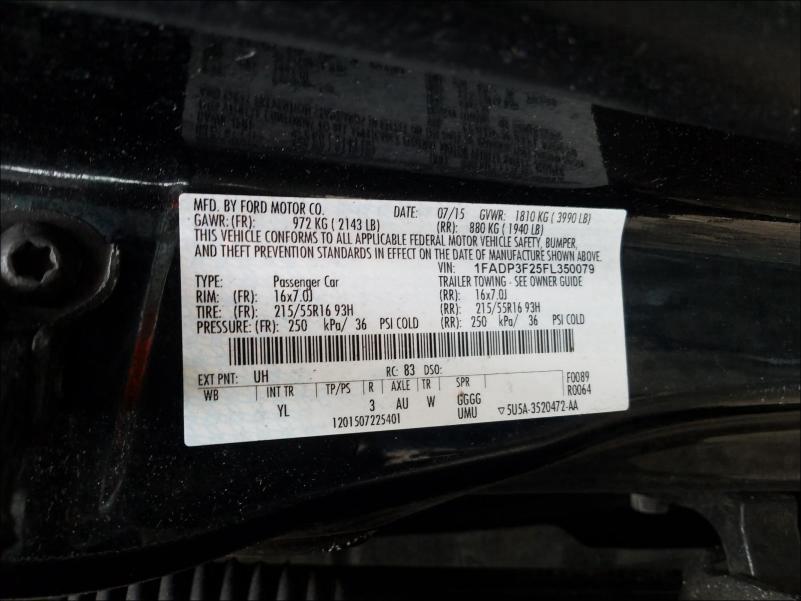 MFD. BY FORD MOTOR CO. DATE: 07/15 GVWR: 1810 KG ( 3990 LB)
GAWR: (FR): 972 KG ( 2143 LB) (RR): 880 KG ( 1940 LB)
THIS VEHICLE CONFORMS TO ALL APPLICABLE FEDERAL MOTOR VEHICLE SAFETY, BUMPER,
AND THEFT PREVENTION STANDARDS IN EFFECT ON THE DATE OF MANUFACTURE SHOWN ABOVE.
VIN: 1FADP3F25FL350079
TYPE: Passenger Car TRAILER TOWING - SEE OWNER GUIDE
RIM: (FR): 16x7.0J (RR): 16x7.0J
TIRE: (FR): 215/55R16 93H (RR): 215/55R16 93H
PRESSURE: (FR): 250 kPa/ 36 PSI COLD (RR): 250 kPa/ 36 PSI COLD
EXT PNT: UH RC: 83 DSO: F0089
WB INT TR TP/PS R AXLE TR SPR R0064
YL 3 AU W GGGG
UMU ▽5U5A-3520472-AA
1201507225401